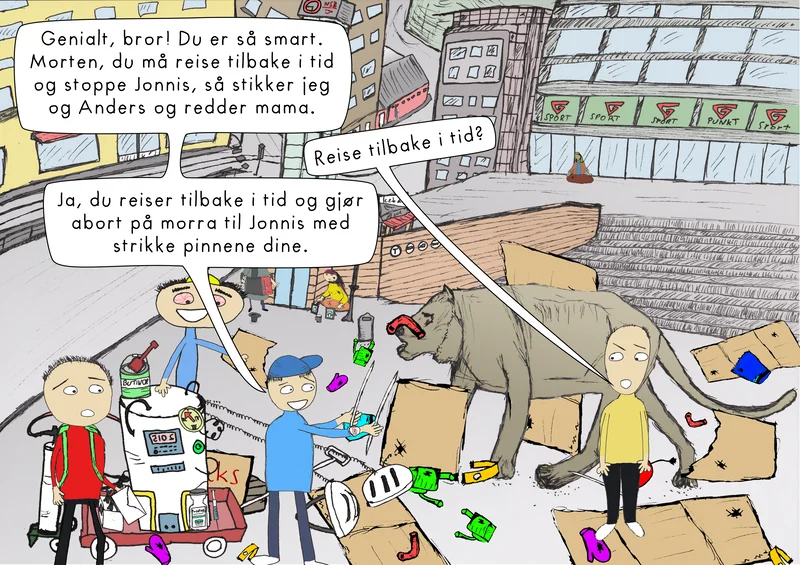 Genialt, bror! Du er så smart.
Morten, du må reise tilbake i tid
og stoppe Jonnis, så stikker jeg
og Anders og redder mama.
Reise tilbake i tid?
Ja, du reiser tilbake i tid og gjør
abort på morra til Jonnis med
strikke pinnene dine.
SPORT SPORT SPORT PUNKT Sport